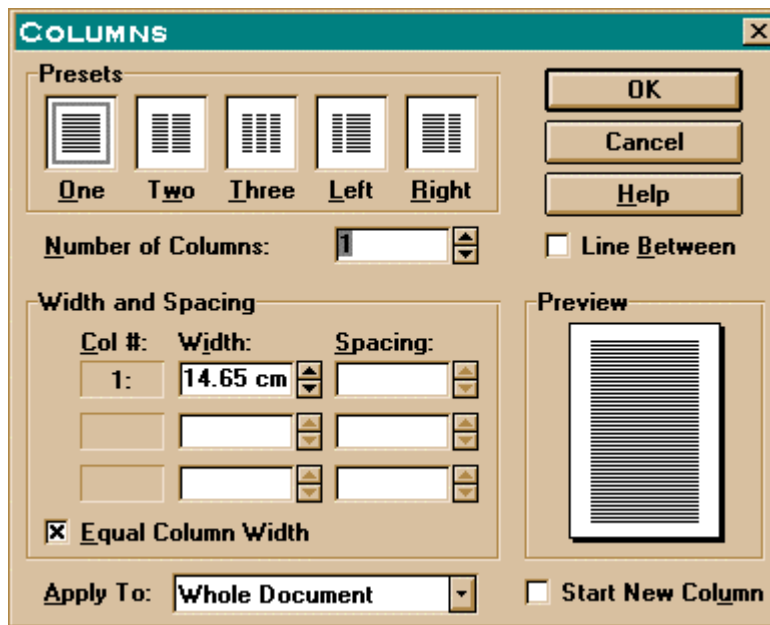 COLUMNS
Presets
One Two Three Left Right
OK
Cancel
Help
Number of Columns: 1
Line Between
Width and Spacing
Col #: Width: Spacing:
1: 14.65 cm
Equal Column Width
Preview
Apply To: Whole Document
Start New Column